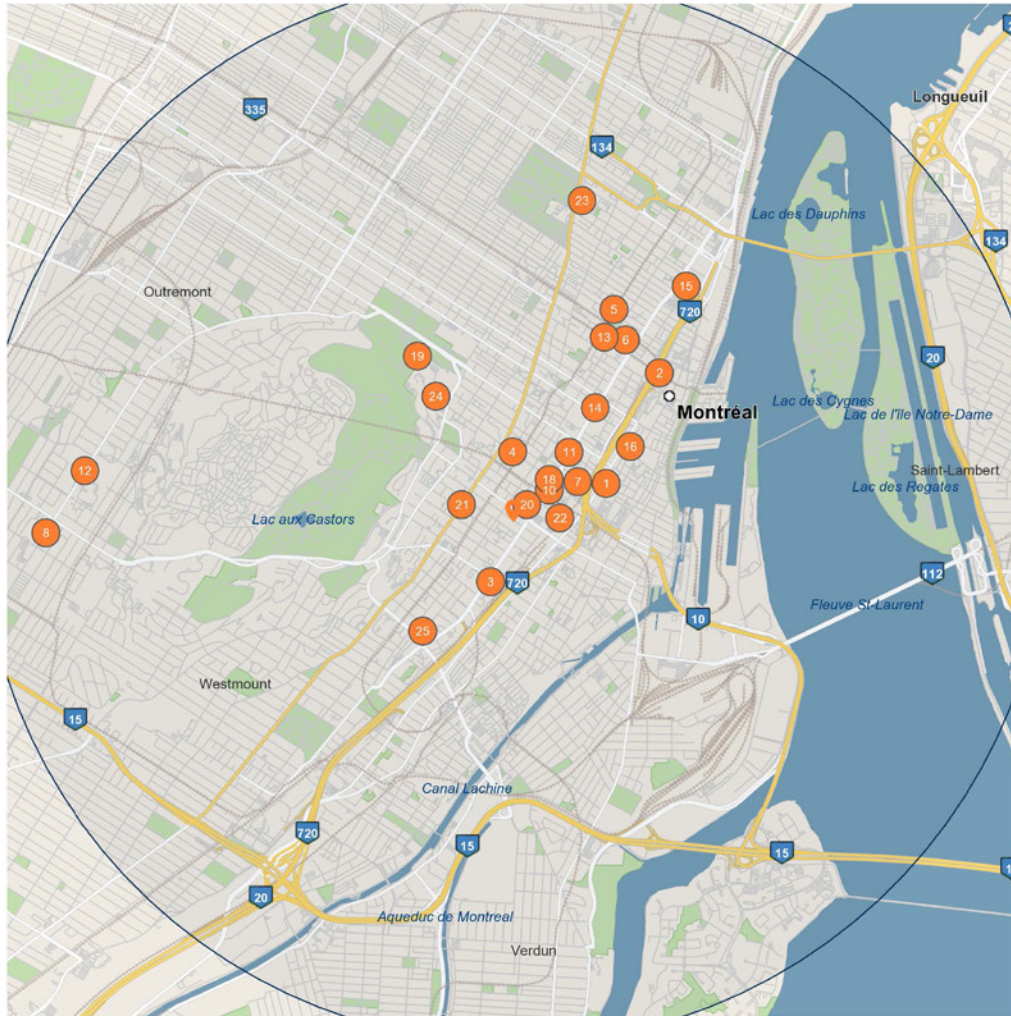 2
Longueuil
335
134
23
Lac des Dauphins
134
Outremont
15
5
720
13
6
19
20
2
24
Lac des Cygnes
14
Montréal
Lac de l'île Notre-Dame
16
4
11
12
Saint-Lambert
18
7
1
Lac des Regates
10
21
20
22
Lac aux Castors
8
112
3
720
Fleuve St-Laurent
10
25
Westmount
15
Canal Lachine
720
15
15
1
20
Aqueduc de Montreal
Verdun